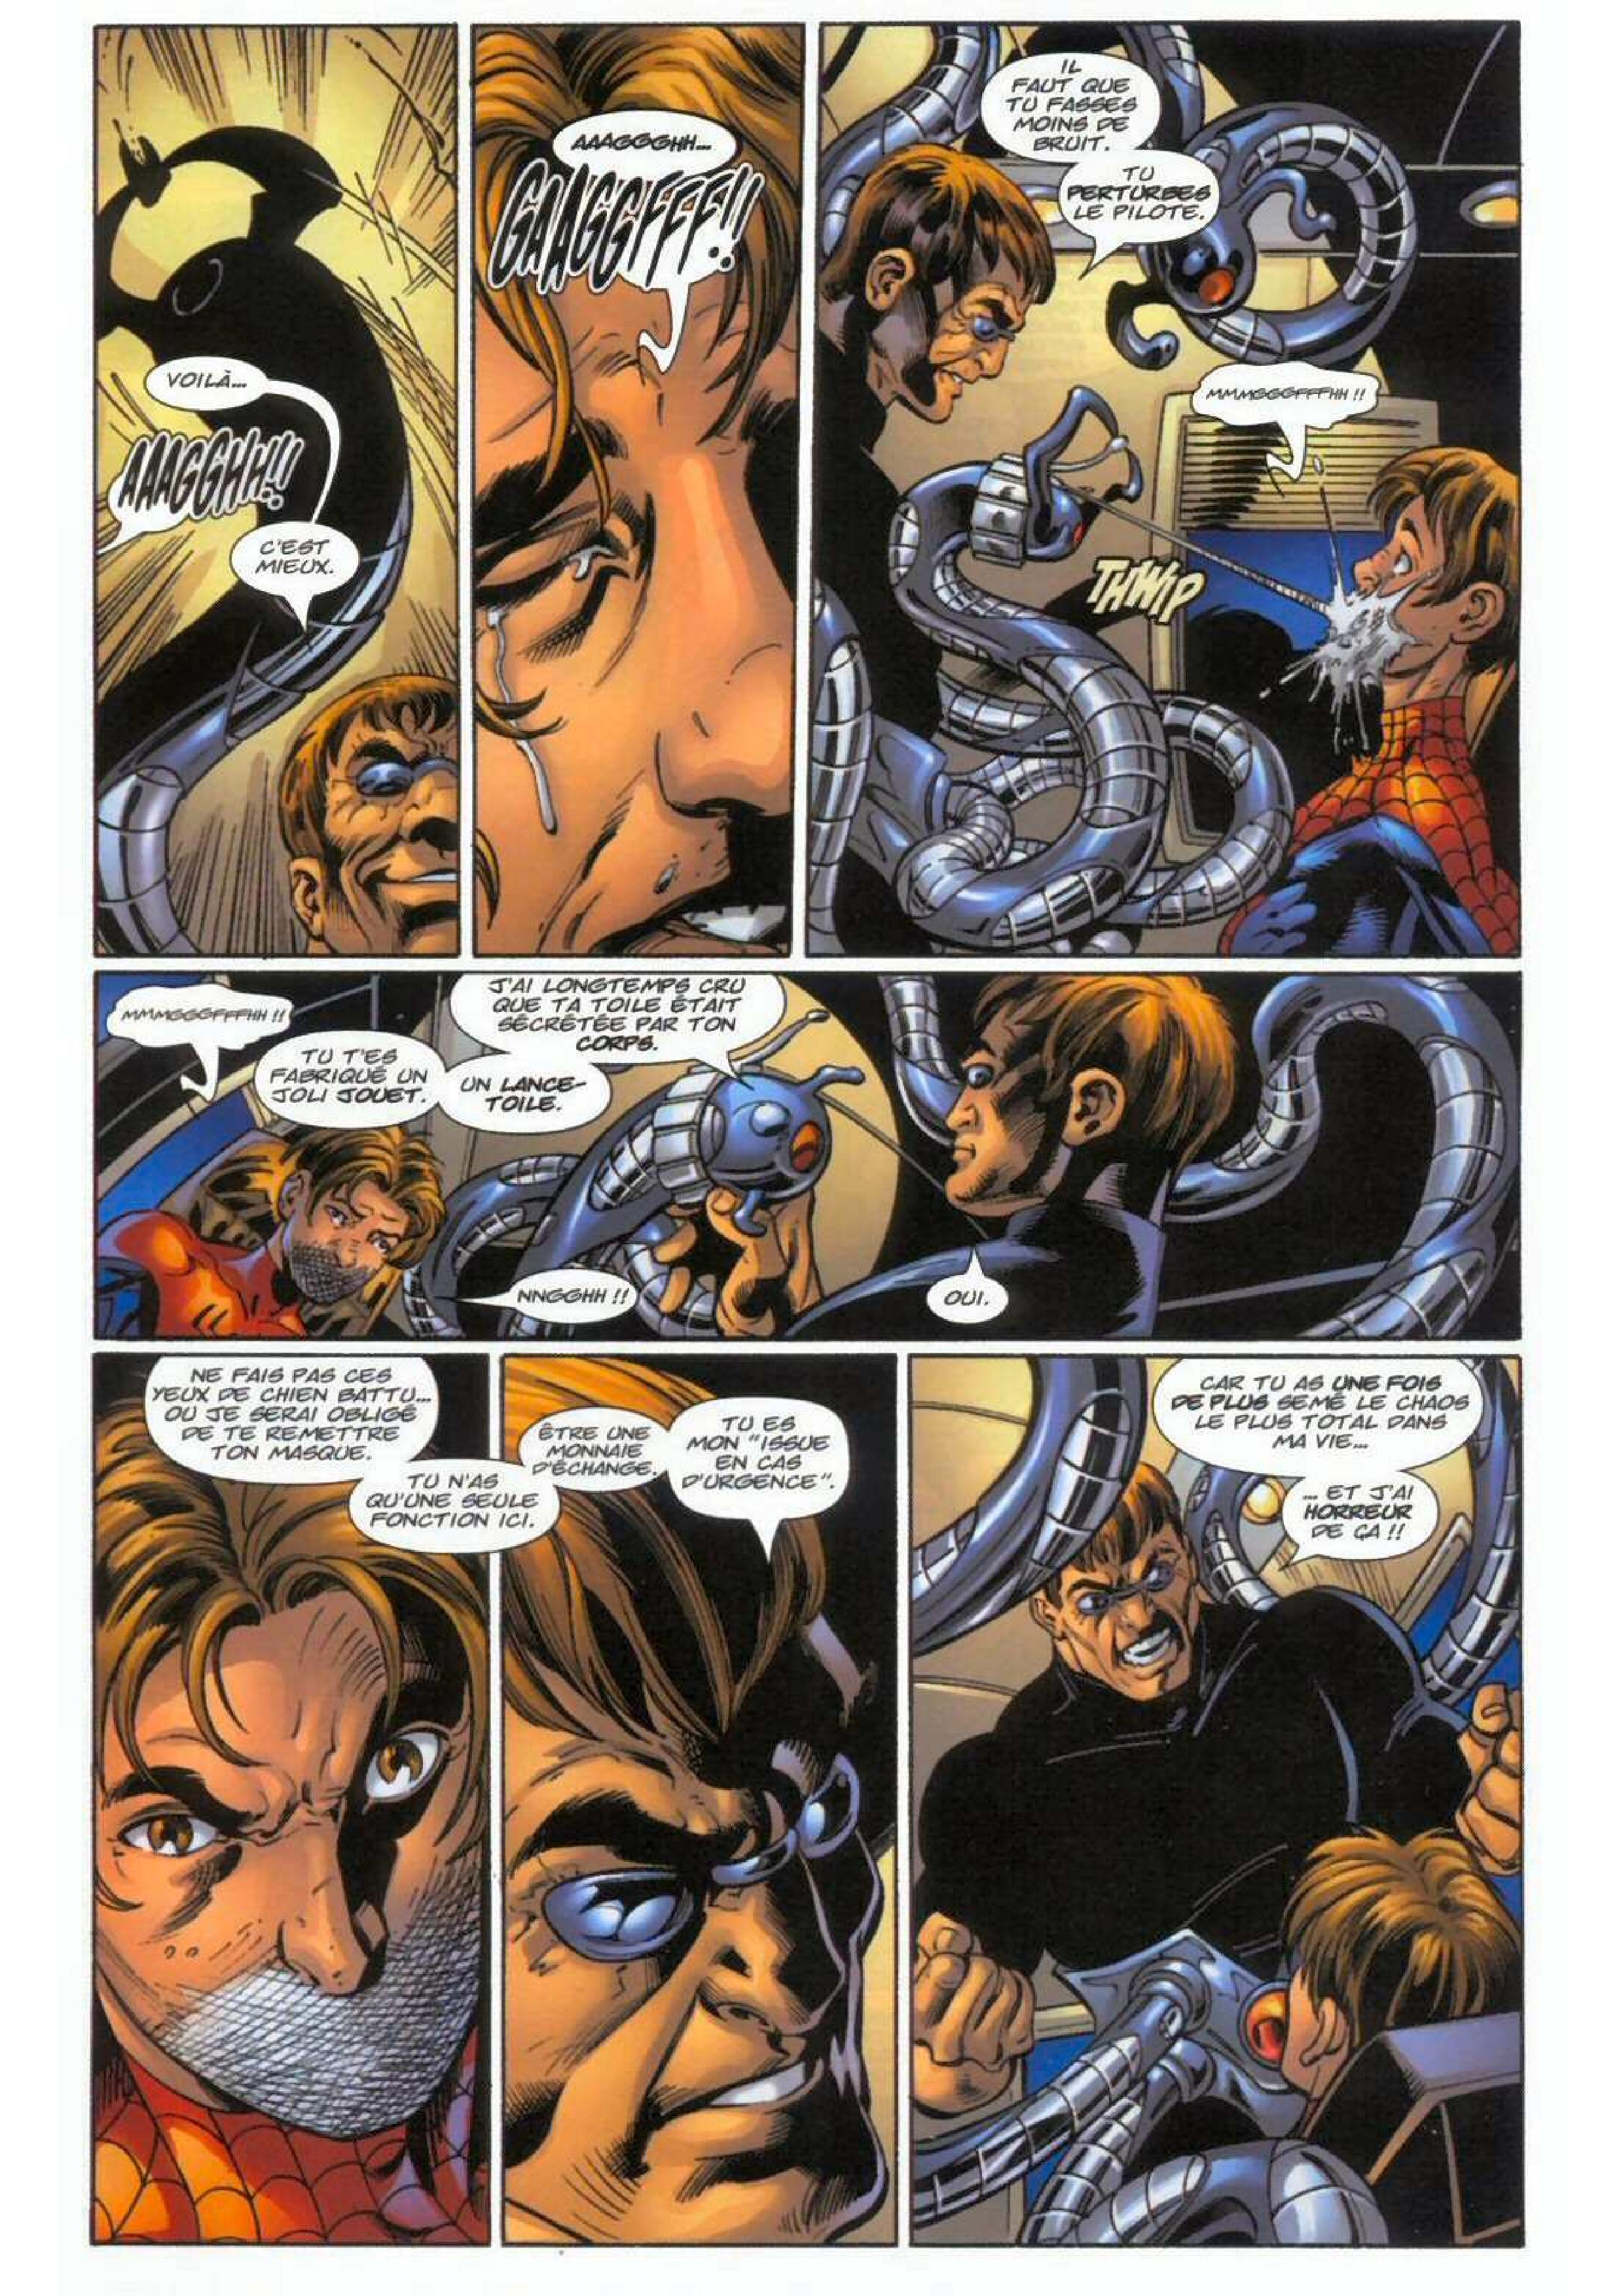 VOILÀ...
AAAGGHH!!
C'EST
MIEUX.
AAAGGGHH...
GAAGGFFF!!
IL
FAUT QUE
TU FASSES
MOINS DE
BRUIT.
TU
PERTURBES
LE PILOTE.
MMMGGGFFFHH !!
THWIP
MMMGGGFFFHH !!
TU T'ES
FABRIQUÉ UN
JOLI JOUET.
J'AI LONGTEMPS CRU
QUE TA TOILE ÉTAIT
SÉCRÉTÉE PAR TON
CORPS.
UN LANCE-
TOILE.
NNGGHH !!
OUI.
NE FAIS PAS CES
YEUX DE CHIEN BATTU...
OU JE SERAI OBLIGÉ
DE TE REMETTRE
TON MASQUE.
TU N'AS
QU'UNE SEULE
FONCTION ICI.
ÊTRE UNE
MONNAIE
D'ÉCHANGE.
TU ES
MON "ISSUE
EN CAS
D'URGENCE".
CAR TU AS UNE FOIS
DE PLUS SEMÉ LE CHAOS
LE PLUS TOTAL DANS
MA VIE...
... ET J'AI
HORREUR
DE ÇA !!